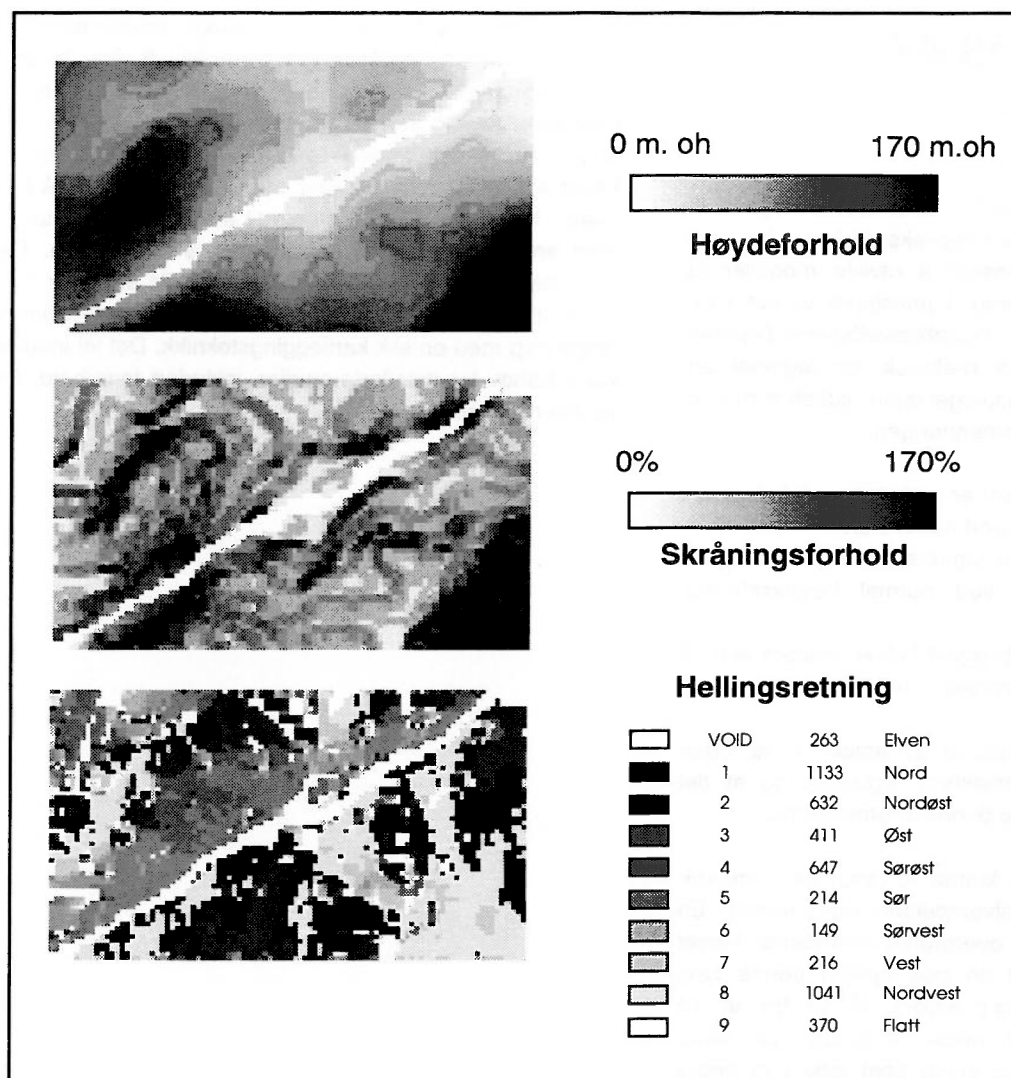 0 m. oh 170 m.oh
Høydeforhold
0% 170%
Skråningsforhold
Hellingsretning
VOID 263 Elven
1 1133 Nord
2 632 Nordøst
3 411 Øst
4 647 Sørøst
5 214 Sør
6 149 Sørvest
7 216 Vest
8 1041 Nordvest
9 370 Flatt